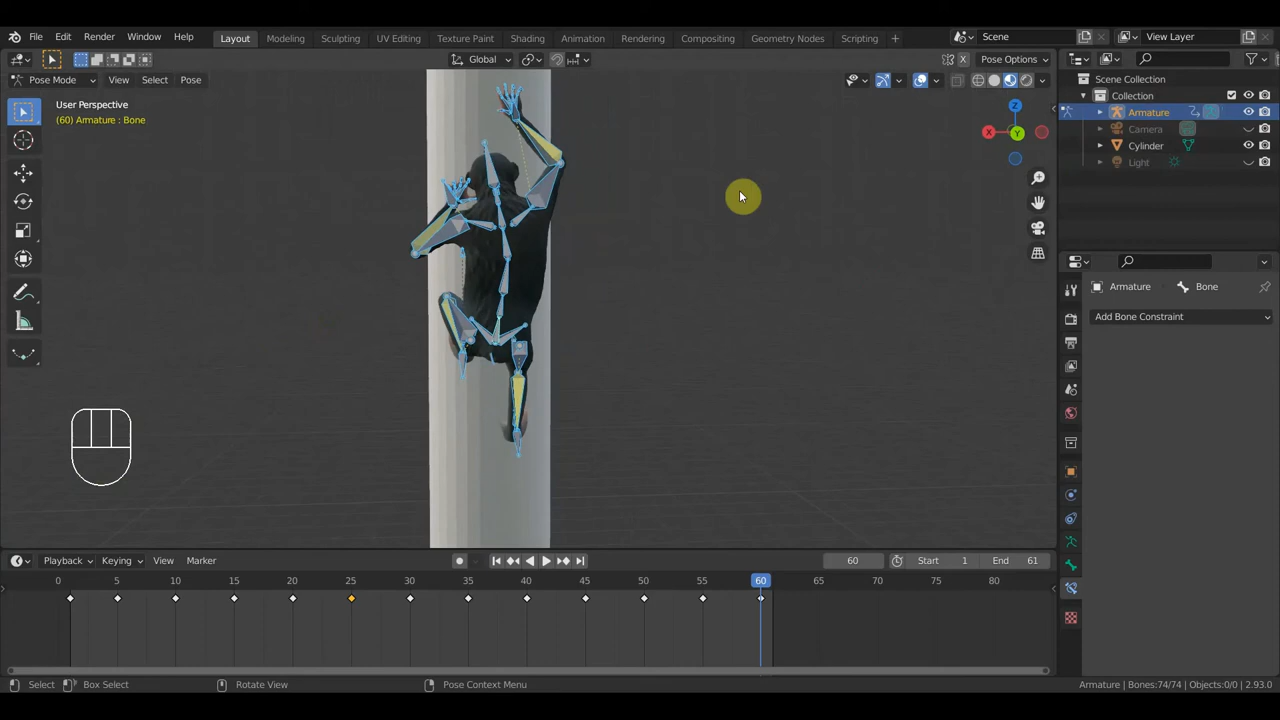 File Edit Render Window Help Layout Modeling Sculpting UV Editing Texture Paint Shading Animation Rendering Compositing Geometry Nodes Scripting + Scene View Layer
Global Pose Options
Pose Mode View Select Pose
Scene Collection
Collection
Armature
Camera
Cylinder
Light
User Perspective
(60) Armature : Bone
Z
X
Y
Armature Bone
Add Bone Constraint
Playback Keying View Marker 60 Start 1 End 61
0 5 10 15 20 25 30 35 40 45 50 55 60 65 70 75 80
Select Box Select Rotate View Pose Context Menu Armature | Bones:74/74 | Objects:0/0 | 2.93.0